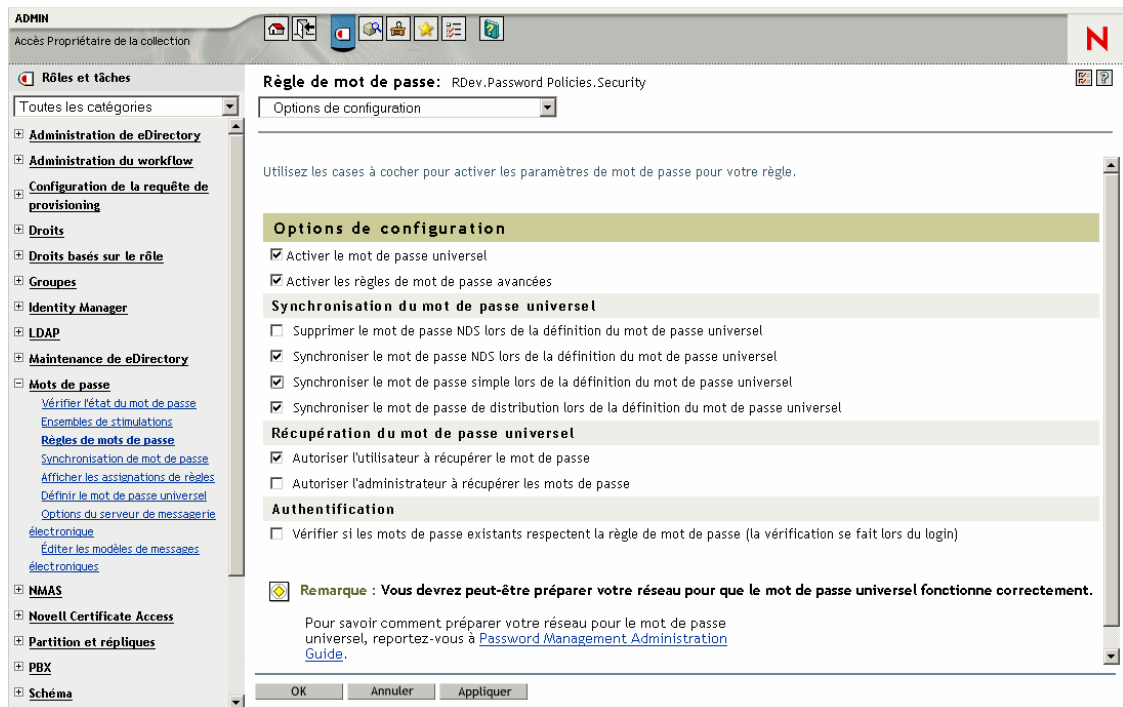 ADMIN
Accès Propriétaire de la collection
N
Rôles et tâches
Toutes les catégories
Administration de eDirectory
Administration du workflow
Configuration de la requête de
provisioning
Droits
Droits basés sur le rôle
Groupes
Identity Manager
LDAP
Maintenance de eDirectory
Mots de passe
Vérifier l'état du mot de passe
Ensembles de stimulations
Règles de mots de passe
Synchronisation de mot de passe
Afficher les assignations de règles
Définir le mot de passe universel
Options du serveur de messagerie
électronique
Éditer les modèles de messages
électroniques
NMAS
Novell Certificate Access
Partition et répliques
PBX
Schéma
Règle de mot de passe: RDev.Password Policies.Security
Options de configuration
Utilisez les cases à cocher pour activer les paramètres de mot de passe pour votre règle.
Options de configuration
Activer le mot de passe universel
Activer les règles de mot de passe avancées
Synchronisation du mot de passe universel
Supprimer le mot de passe NDS lors de la définition du mot de passe universel
Synchroniser le mot de passe NDS lors de la définition du mot de passe universel
Synchroniser le mot de passe simple lors de la définition du mot de passe universel
Synchroniser le mot de passe de distribution lors de la définition du mot de passe universel
Récupération du mot de passe universel
Autoriser l'utilisateur à récupérer le mot de passe
Autoriser l'administrateur à récupérer les mots de passe
Authentification
Vérifier si les mots de passe existants respectent la règle de mot de passe (la vérification se fait lors du login)
Remarque : Vous devrez peut-être préparer votre réseau pour que le mot de passe universel fonctionne correctement.
Pour savoir comment préparer votre réseau pour le mot de passe
universel, reportez-vous à Password Management Administration
Guide.
OK Annuler Appliquer